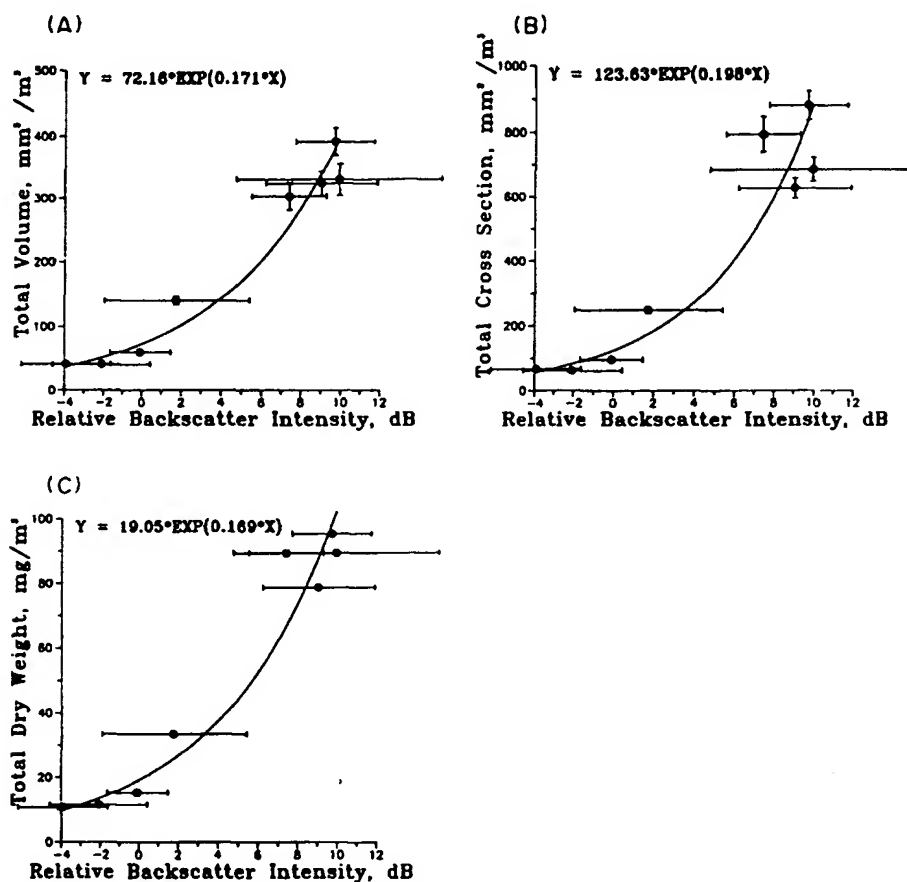 (A)
Y = 72.16*EXP(0.171*X)
500
400
300
200
100
0
Total Volume, mm³/m³
-4 -2 0 2 4 6 8 10 12
Relative Backscatter Intensity, dB
(B)
Y = 123.63*EXP(0.198*X)
1000
800
600
400
200
0
Total Cross Section, mm²/m³
-4 -2 0 2 4 6 8 10 12
Relative Backscatter Intensity, dB
(C)
Y = 19.05*EXP(0.169*X)
100
80
60
40
20
0
Total Dry Weight, mg/m³
-4 -2 0 2 4 6 8 10 12
Relative Backscatter Intensity, dB